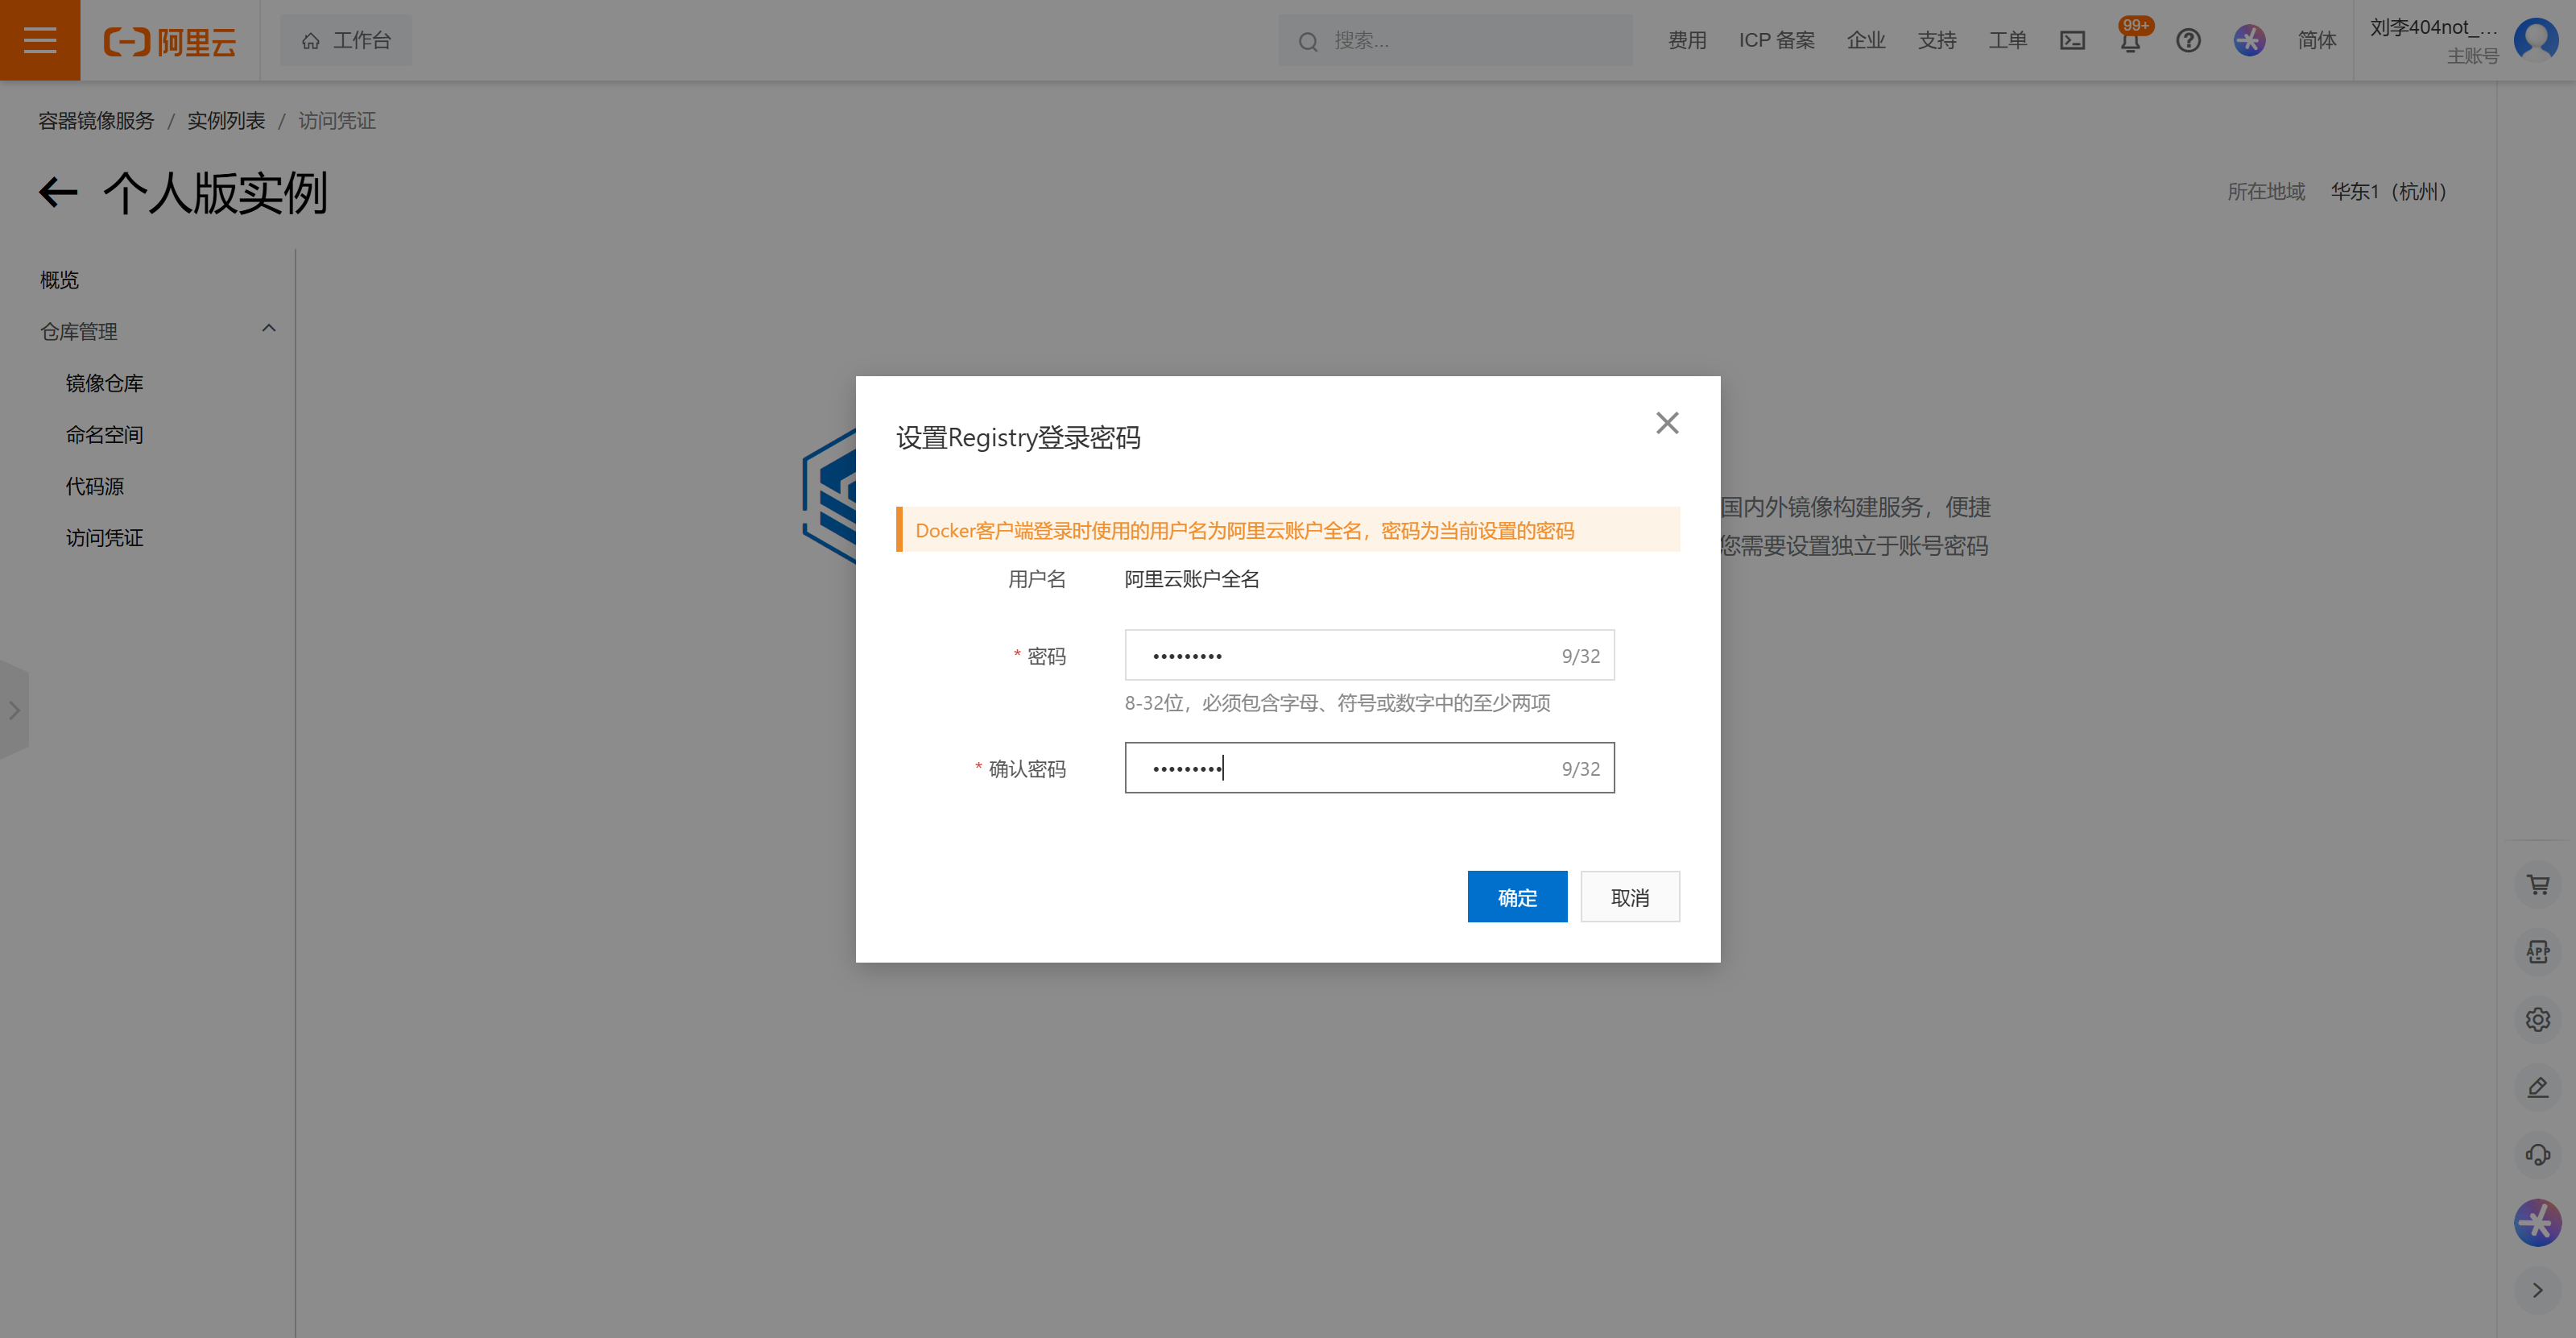 阿里云
工作台
搜索...
费用
ICP 备案
企业
支持
工单
99+
简体
刘李404not_...
主账号
容器镜像服务 / 实例列表 / 访问凭证
个人版实例
所在地域 华东1（杭州）
概览
仓库管理
镜像仓库
命名空间
代码源
访问凭证
国内外镜像构建服务，便捷
您需要设置独立于账号密码
设置Registry登录密码
Docker客户端登录时使用的用户名为阿里云账户全名，密码为当前设置的密码
用户名 阿里云账户全名
* 密码 ••••••••• 9/32
8-32位，必须包含字母、符号或数字中的至少两项
* 确认密码 ••••••••• 9/32
确定 取消
APP